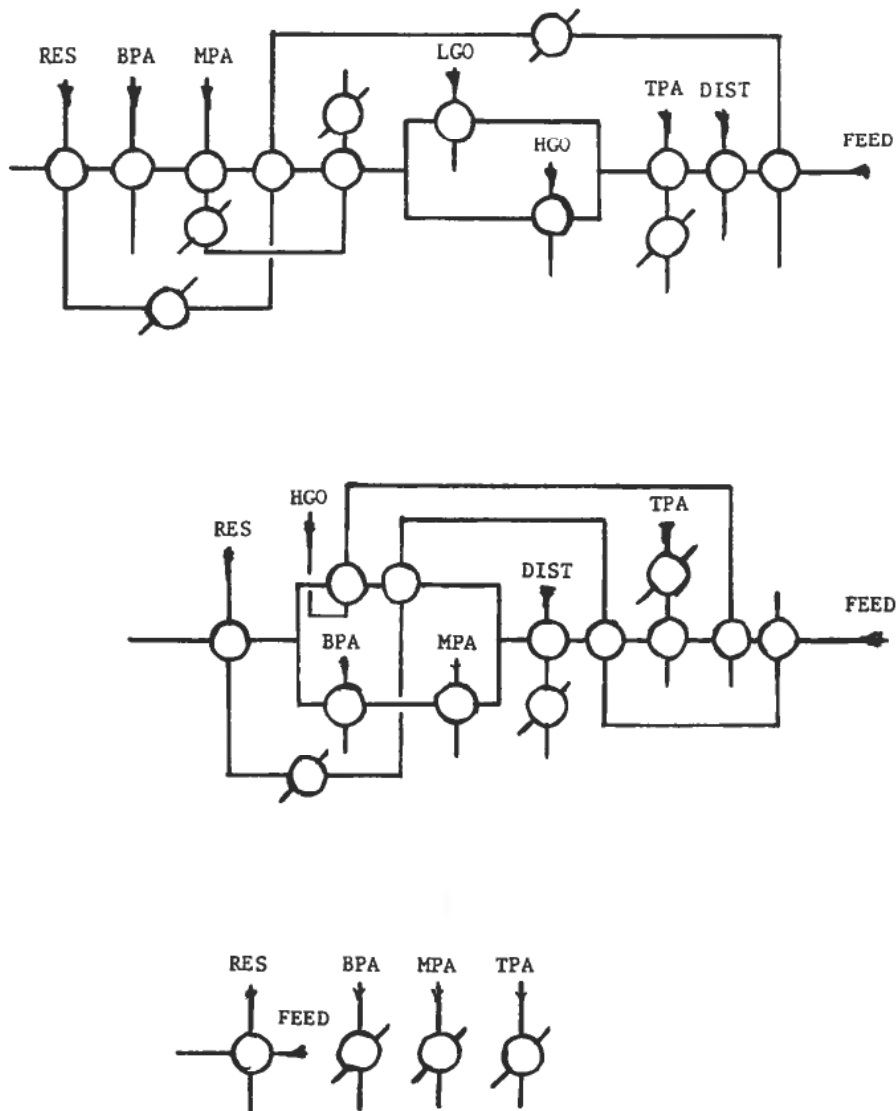 RES BPA MPA LGO TPA DIST
HGO FEED
HGO TPA
RES DIST FEED
BPA MPA
RES BPA MPA TPA
FEED